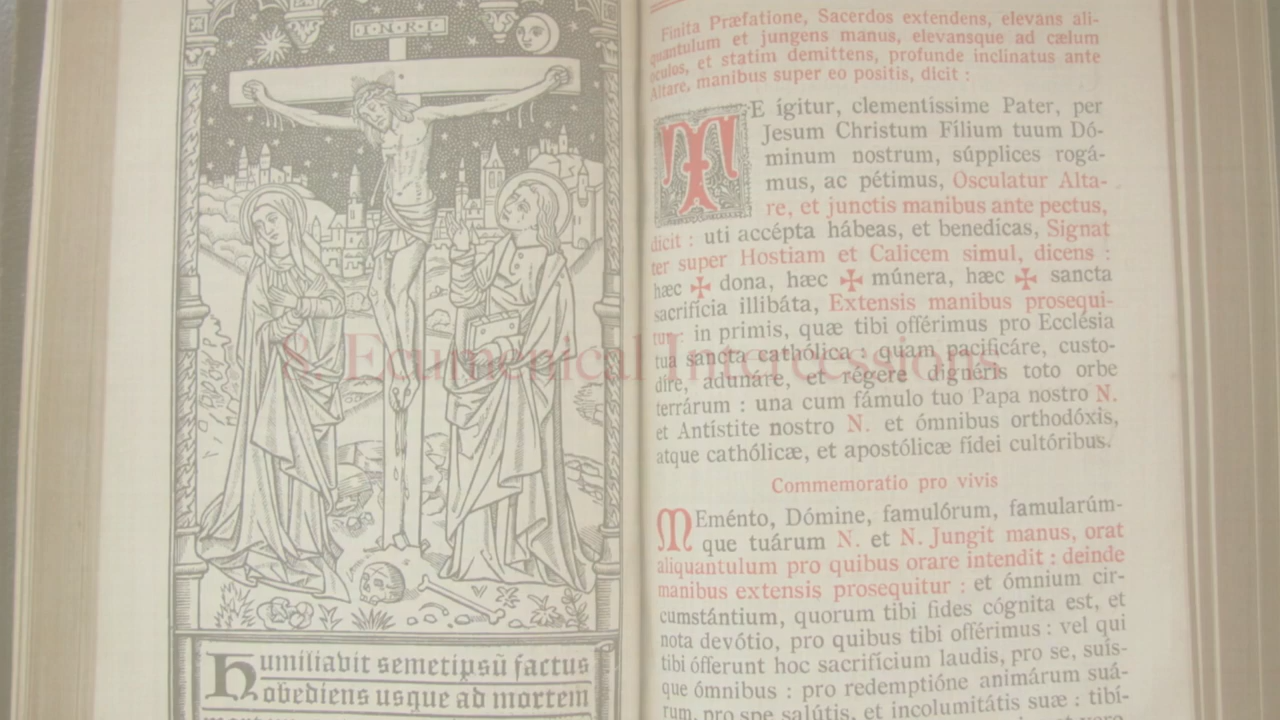 I·N·R·I
Humiliavit semetipsū factus
obediens usque ad mortem
Finita Præfatione, Sacerdos extendens, elevans ali-
quantulum et jungens manus, elevansque ad cælum
oculos, et statim demittens, profunde inclinatus ante
Altare, manibus super eo positis, dicit :
TE ígitur, clementíssime Pater, per
Jesum Christum Fílium tuum Dó-
minum nostrum, súpplices rogá-
mus, ac pétimus, Osculatur Alta-
re, et junctis manibus ante pectus,
dicit : uti accépta hábeas, et benedícas, Signat
ter super Hostiam et Calicem simul, dicens :
hæc ✠ dona, hæc ✠ múnera, hæc ✠ sancta
sacrifícia illibáta, Extensis manibus prosequi-
tur : in primis, quæ tibi offérimus pro Ecclésia
tua sancta cathólica : quam pacificáre, custo-
díre, adunáre, et régere dignéris toto orbe
terrárum : una cum fámulo tuo Papa nostro N.
et Antístite nostro N. et ómnibus orthodóxis,
atque cathólicæ, et apostólicæ fídei cultóribus.
8. Ecumenical Intercessions
Commemoratio pro vivis
MEménto, Dómine, famulórum, famularúm-
que tuárum N. et N. Jungit manus, orat
aliquantulum pro quibus orare intendit : deinde
manibus extensis prosequitur : et ómnium cir-
cumstántium, quorum tibi fides cógnita est, et
nota devótio, pro quibus tibi offérimus : vel qui
tibi ófferunt hoc sacrifícium laudis, pro se, suís-
que ómnibus : pro redemptióne animárum suá-
rum, pro spe salútis, et incolumitátis suæ : tibí-